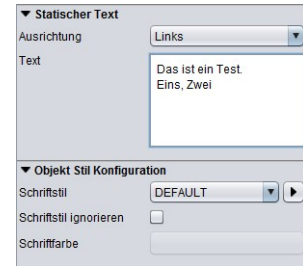 Statischer Text
Ausrichtung Links
Text Das ist ein Test.
Eins, Zwei
Objekt Stil Konfiguration
Schriftstil DEFAULT
Schriftstil ignorieren
Schriftfarbe